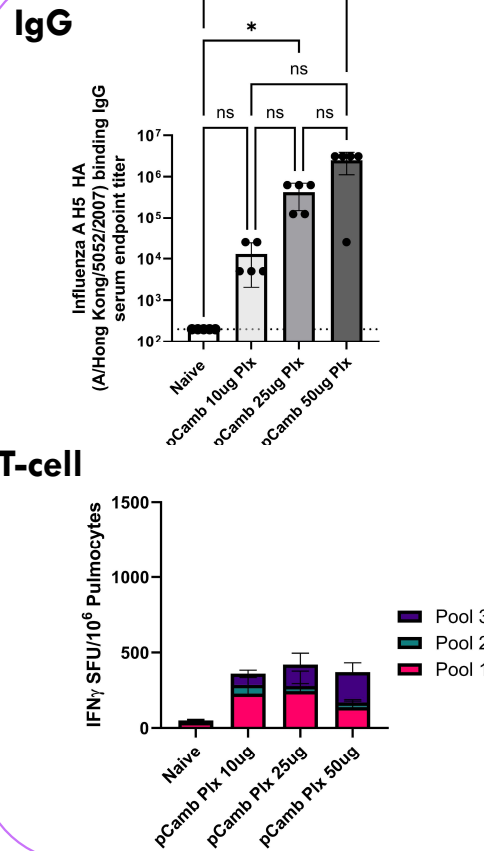 IgG
*
ns
ns
ns
ns
Influenza A H5 HA
(A/Hong Kong/5052/2007) binding IgG
serum endpoint titer
10⁷
10⁶
10⁵
10⁴
10³
10²
Naive
pCamb 10ug Plx
pCamb 25ug Plx
pCamb 50ug Plx
T-cell
IFNγ SFU/10⁶ Pulmocytes
1500
1000
500
0
Pool 3
Pool 2
Pool 1
Naive
pCamb Plx 10ug
pCamb Plx 25ug
pCamb Plx 50ug